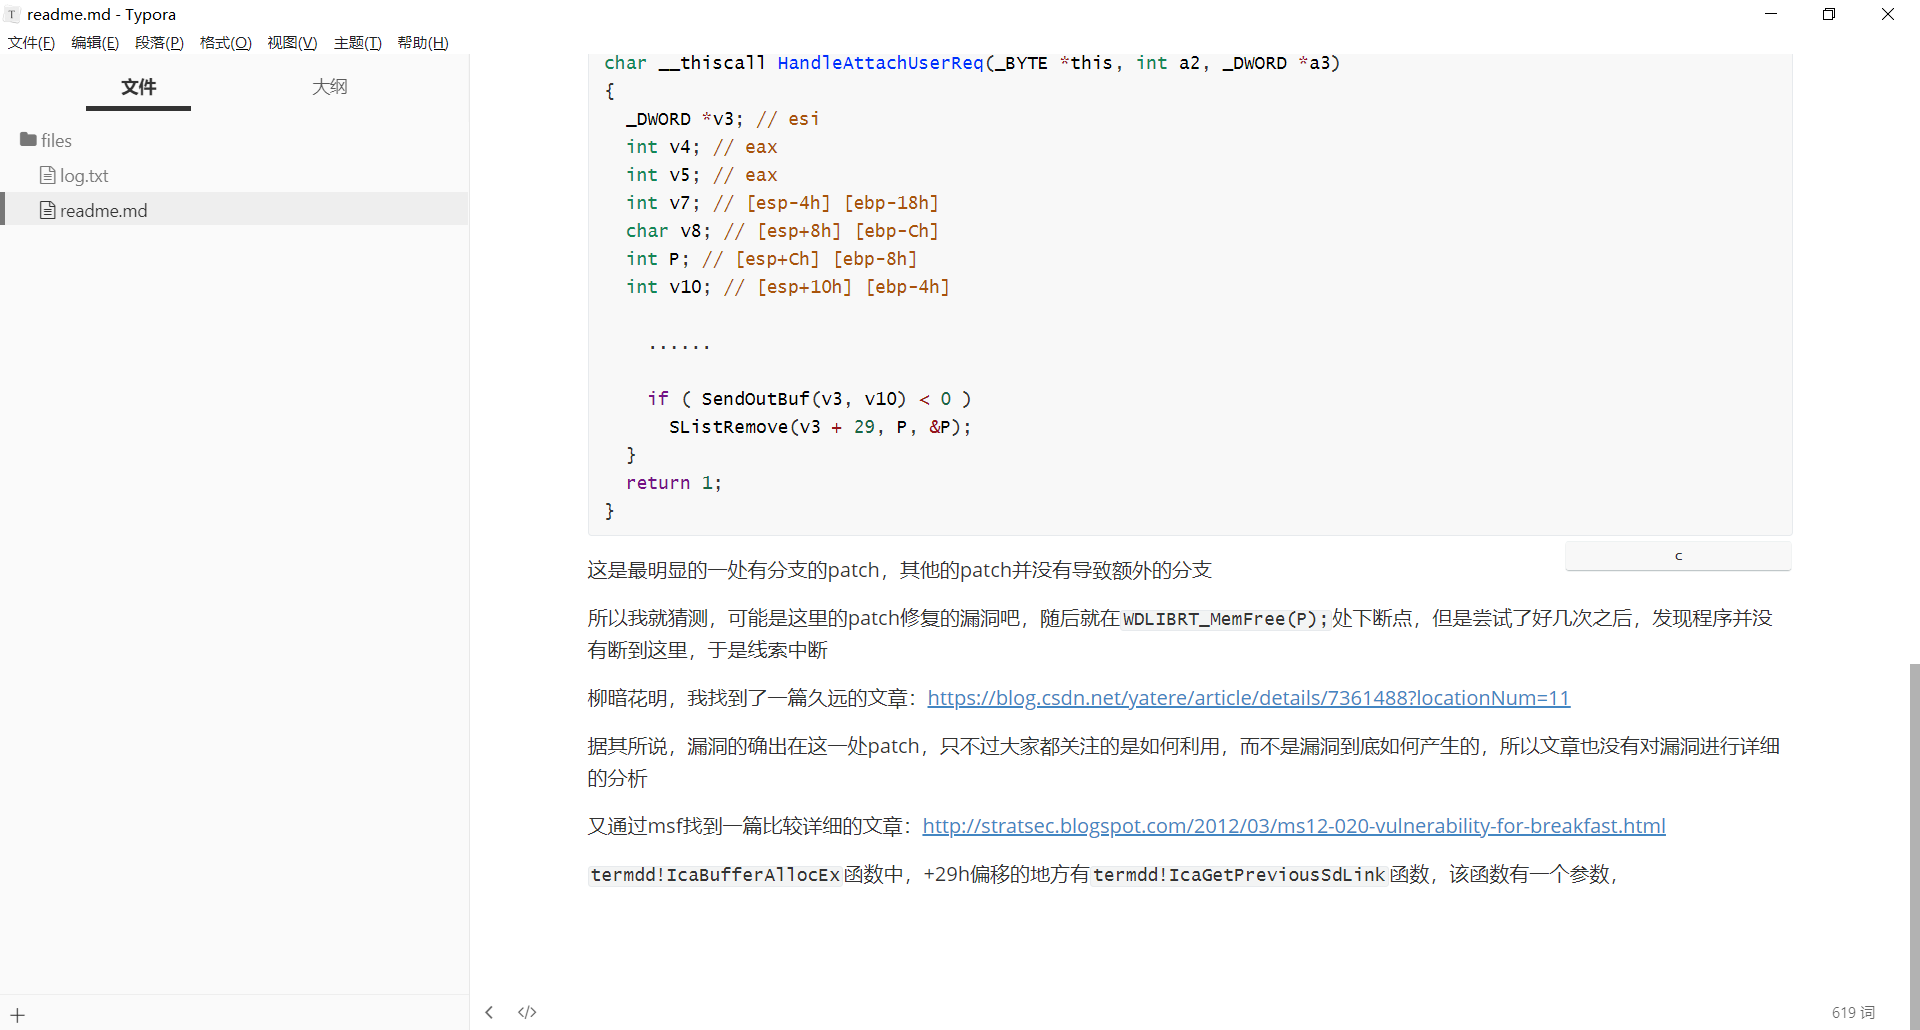 readme.md - Typora
文件(F) 编辑(E) 段落(P) 格式(O) 视图(V) 主题(T) 帮助(H)
文件 大纲
files
log.txt
readme.md
char __thiscall HandleAttachUserReq(_BYTE *this, int a2, _DWORD *a3)
{
_DWORD *v3; // esi
int v4; // eax
int v5; // eax
int v7; // [esp-4h] [ebp-18h]
char v8; // [esp+8h] [ebp-Ch]
int P; // [esp+Ch] [ebp-8h]
int v10; // [esp+10h] [ebp-4h]
......
if ( SendOutBuf(v3, v10) < 0 )
SListRemove(v3 + 29, P, &P);
}
return 1;
}
c
这是最明显的一处有分支的patch，其他的patch并没有导致额外的分支
所以我就猜测，可能是这里的patch修复的漏洞吧，随后就在WDLIBRT_MemFree(P);处下断点，但是尝试了好几次之后，发现程序并没
有断到这里，于是线索中断
柳暗花明，我找到了一篇久远的文章：https://blog.csdn.net/yatere/article/details/7361488?locationNum=11
据其所说，漏洞的确出在这一处patch，只不过大家都关注的是如何利用，而不是漏洞到底如何产生的，所以文章也没有对漏洞进行详细
的分析
又通过msf找到一篇比较详细的文章：http://stratsec.blogspot.com/2012/03/ms12-020-vulnerability-for-breakfast.html
termdd!IcaBufferAllocEx函数中，+29h偏移的地方有termdd!IcaGetPreviousSdLink函数，该函数有一个参数，
619 词